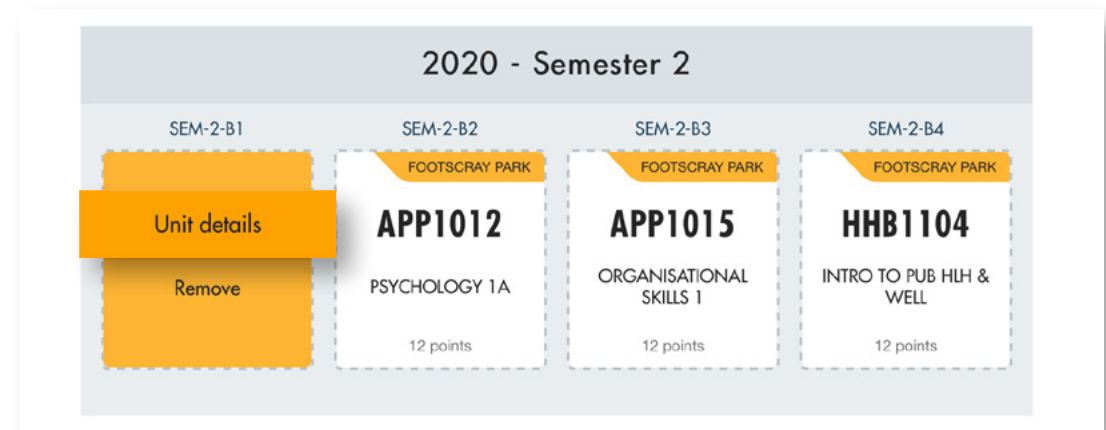 2020 - Semester 2
SEM-2-B1
SEM-2-B2
SEM-2-B3
SEM-2-B4
Unit details
Remove
FOOTSCRAY PARK
APP1012
PSYCHOLOGY 1A
12 points
FOOTSCRAY PARK
APP1015
ORGANISATIONAL
SKILLS 1
12 points
FOOTSCRAY PARK
HHB1104
INTRO TO PUB HLH &
WELL
12 points